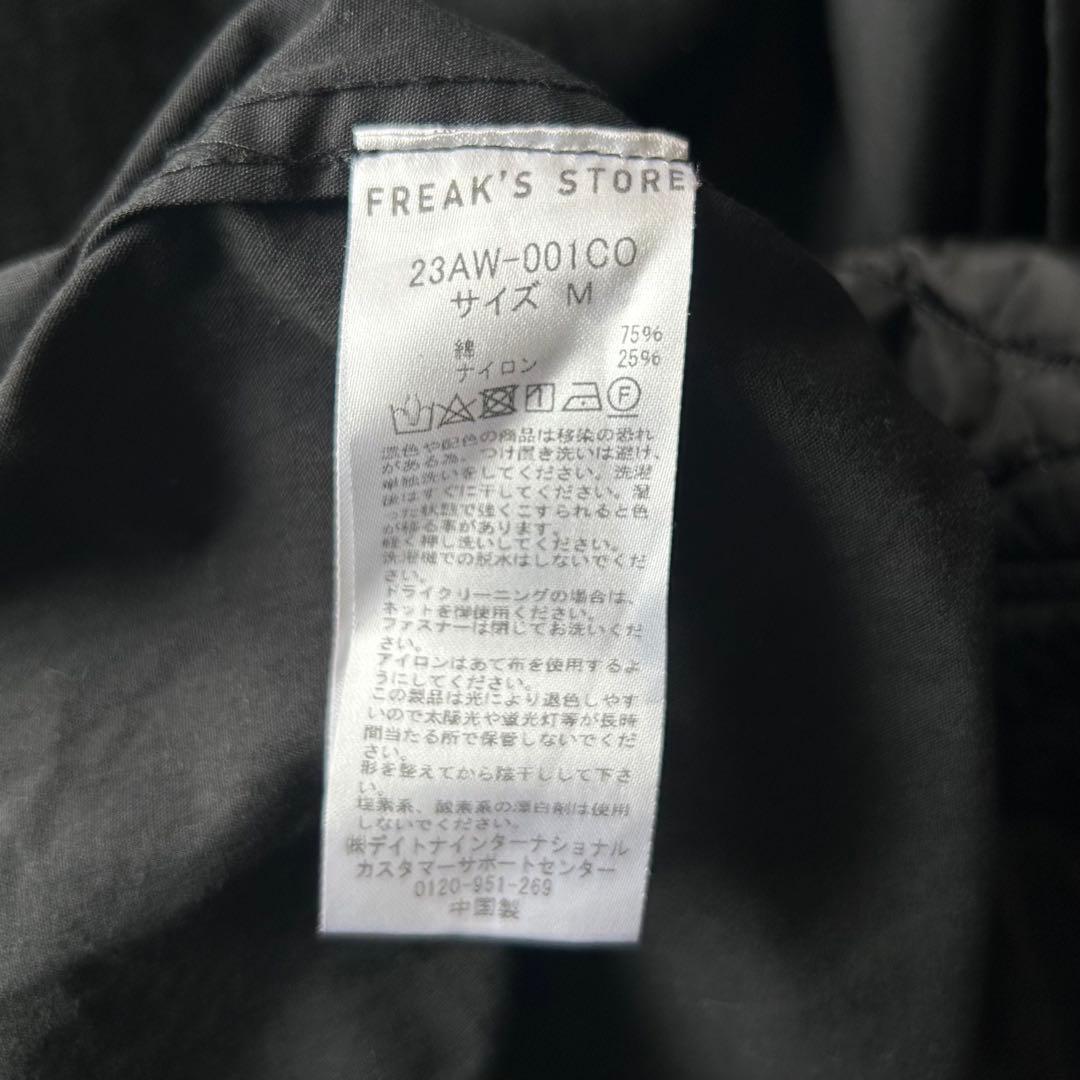 FREAK'S STORE
23AW-001CO
サイズ M
綿 75%
ナイロン 25%
F
濃色や配色の商品は移染の恐れ
がある為、つけ置き洗いは避け、
単独洗いをしてください。洗濯
後はすぐに干してください。湿
った状態で強くこすられると色
が移る事があります。
軽く押し洗いしてください。
洗濯機での脱水はしないでくだ
さい。
ドライクリーニングの場合は、
ネットを御使用ください。
ファスナーは閉じてお洗いくだ
さい。
アイロンはあて布を使用するよ
うにしてください。
この製品は光により退色しやす
いので太陽光や蛍光灯等が長時
間当たる所で保管しないでくだ
さい。
形を整えてから陰干しして下さ
い。
塩素系、酸素系の漂白剤は使用
しないでください。
㈱デイトナインターナショナル
カスタマーサポートセンター
0120-951-269
中国製